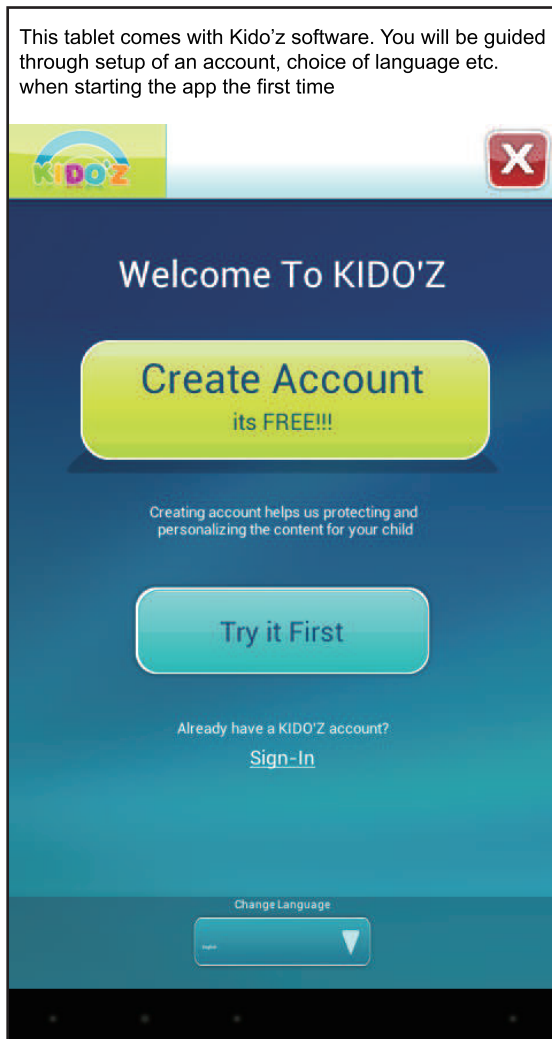 This tablet comes with Kido’z software. You will be guided
through setup of an account, choice of language etc.
when starting the app the first time
KIDO'Z
X
Welcome To KIDO'Z
Create Account
its FREE!!!
Creating account helps us protecting and
personalizing the content for your child
Try it First
Already have a KIDO'Z account?
Sign-In
Change Language
English